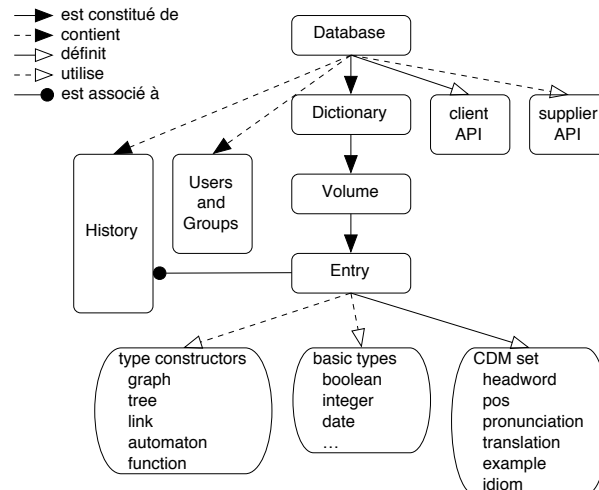 est constitué de
contient
définit
utilise
est associé à
Database
Dictionary
client
API
supplier
API
History
Users
and
Groups
Volume
Entry
type constructors
graph
tree
link
automaton
function
basic types
boolean
integer
date
…
CDM set
headword
pos
pronunciation
translation
example
idiom